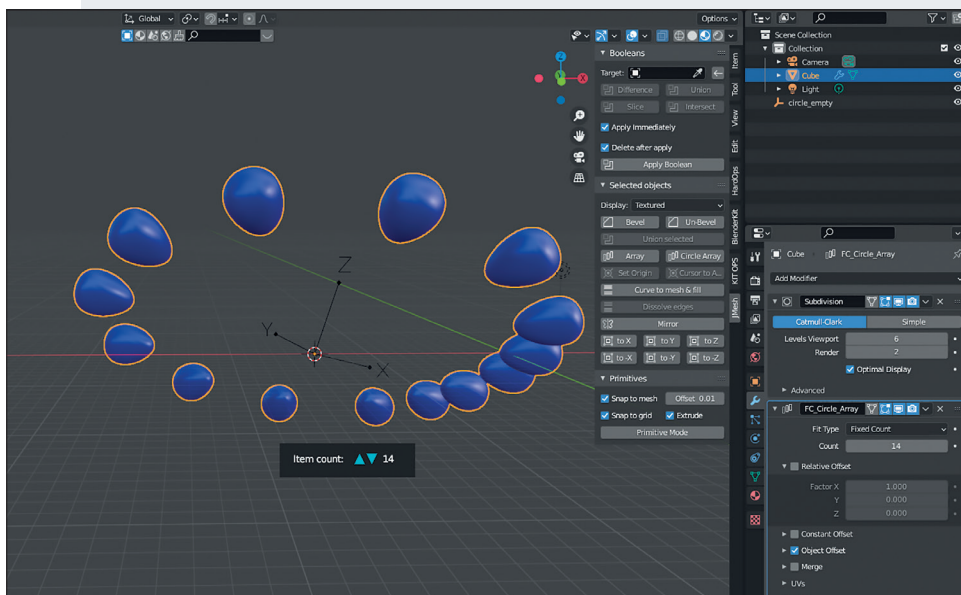 Global
Options
Booleans
Target:
Difference
Union
Slice
Intersect
Apply Immediately
Delete after apply
Apply Boolean
Selected objects
Display: Textured
Bevel
Un-Bevel
Union selected
Array
Circle Array
Set Origin
Cursor to A...
Curve to mesh & fill
Dissolve edges
Mirror
to X
to Y
to Z
to -X
to -Y
to -Z
Primitives
Snap to mesh
Offset 0.01
Snap to grid
Extrude
Primitive Mode
Item
Tool
View
Edit
HardOps
BlenderKit
KIT OPS
JMesh
Z
X
Z
Y
X
Item count: 14
Scene Collection
Collection
Camera
Cube
Light
circle_empty
Cube
FC_Circle_Array
Add Modifier
Subdivision
Catmull-Clark
Simple
Levels Viewport 6
Render 2
Optimal Display
Advanced
FC_Circle_Array
Fit Type Fixed Count
Count 14
Relative Offset
Factor X 1.000
Y 0.000
Z 0.000
Constant Offset
Object Offset
Merge
UVs